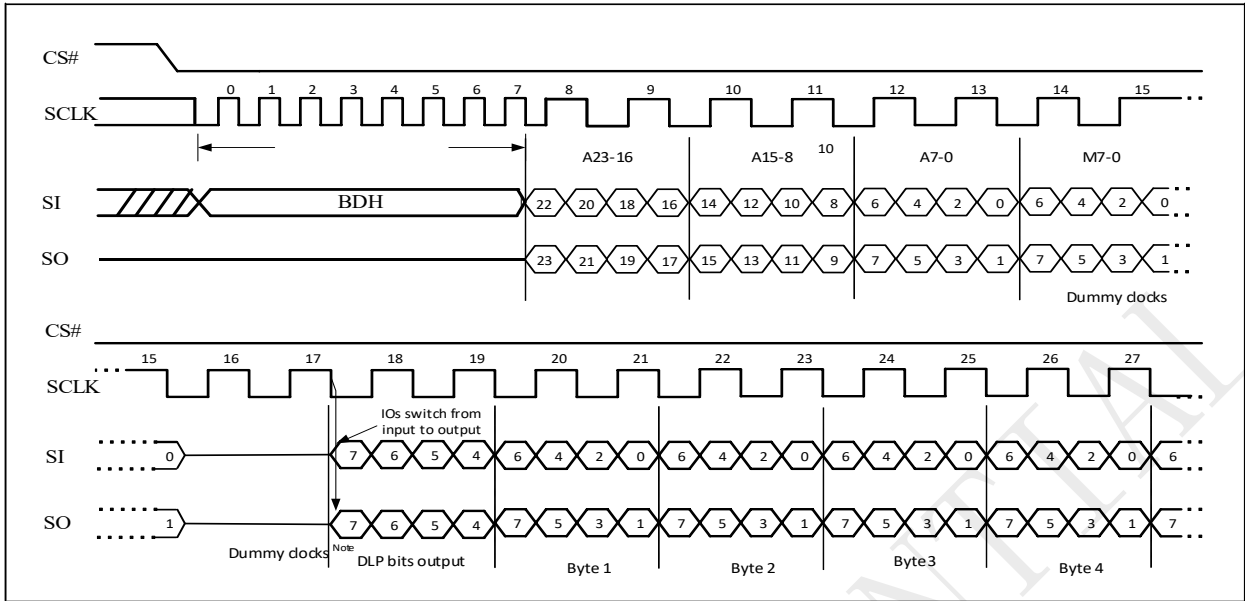 CS#
0 1 2 3 4 5 6 7 8 9 10 11 12 13 14 15
SCLK
A23-16 A15-8 10 A7-0 M7-0
SI BDH 22 20 18 16 14 12 10 8 6 4 2 0 6 4 2 0
SO 23 21 19 17 15 13 11 9 7 5 3 1 7 5 3 1
Dummy clocks
CS#
15 16 17 18 19 20 21 22 23 24 25 26 27
SCLK
IOs switch from
input to output
SI 0 7 6 5 4 6 4 2 0 6 4 2 0 6 4 2 0 6 4 2 0 6
SO 1 7 6 5 4 7 5 3 1 7 5 3 1 7 5 3 1 7 5 3 1 7
Dummy clocks Note DLP bits output Byte 1 Byte 2 Byte 3 Byte 4
NTIAL